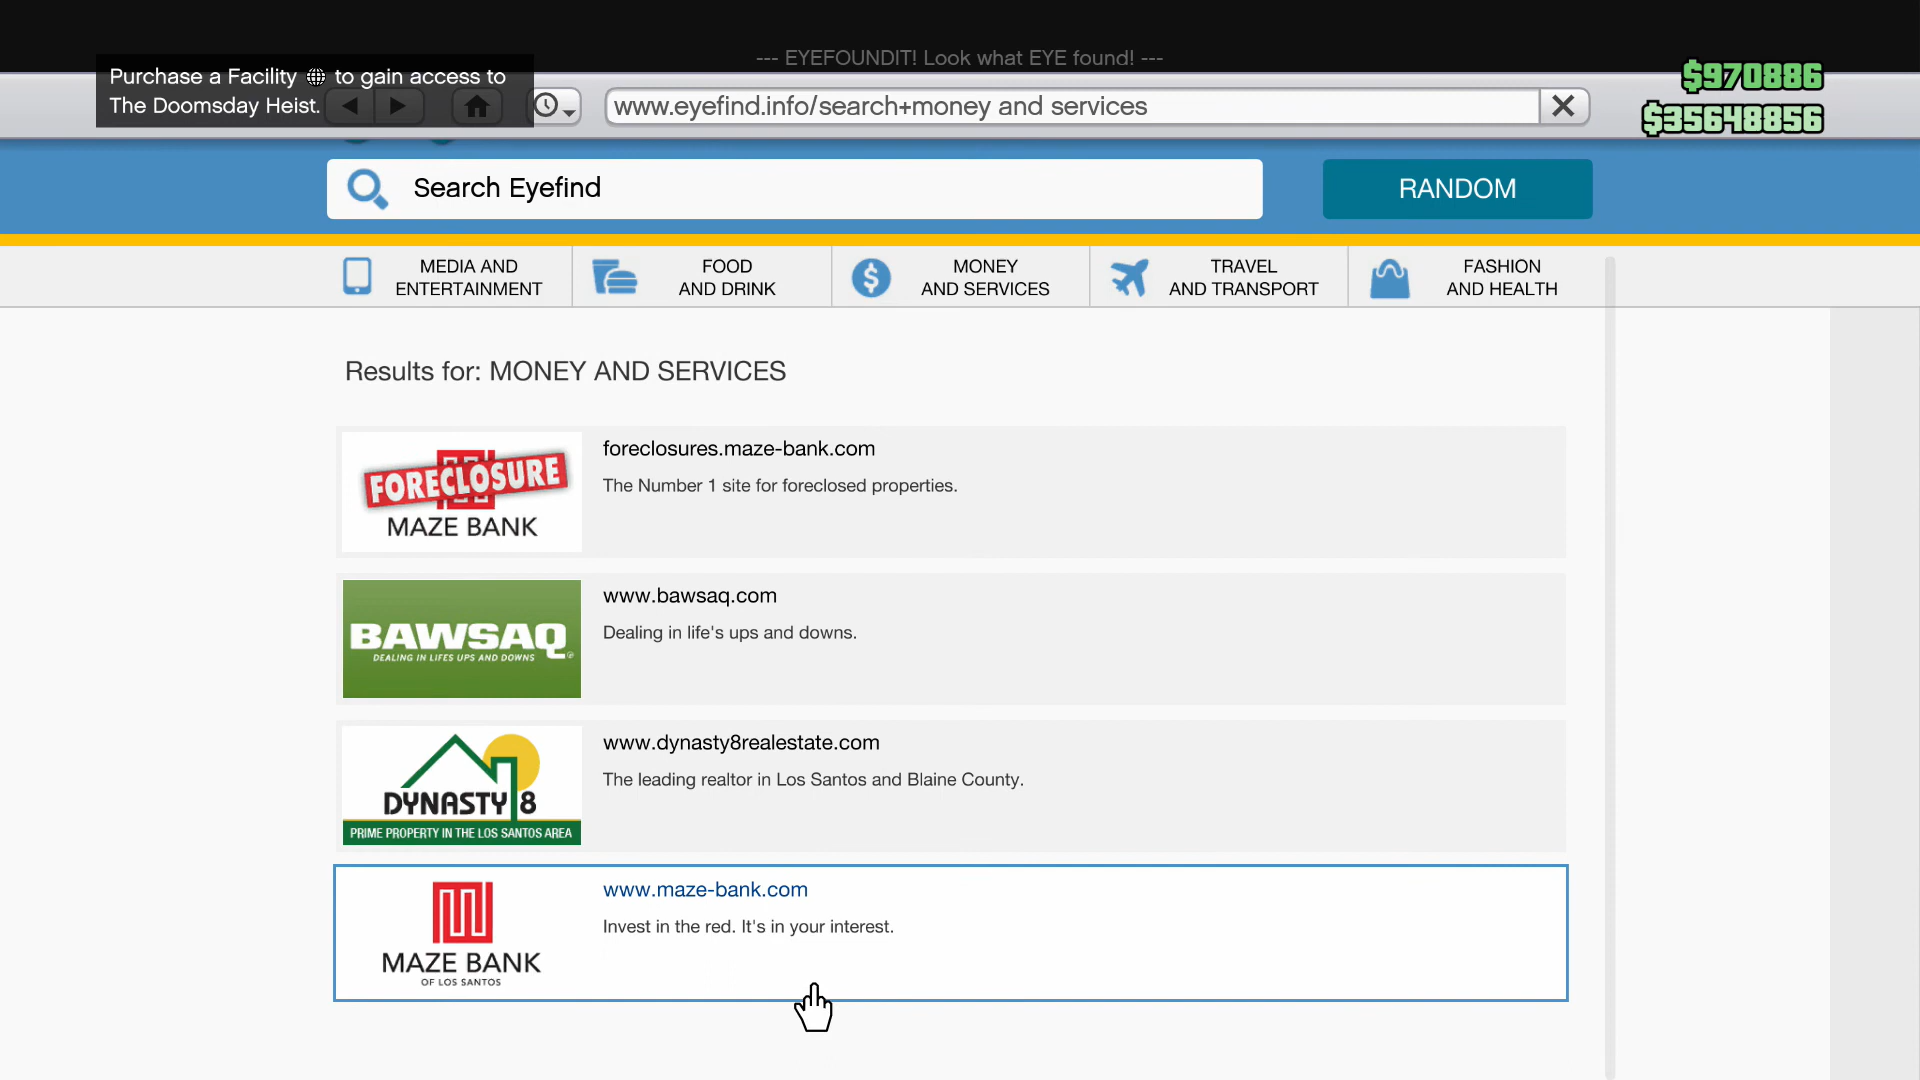 --- EYEFOUNDIT! Look what EYE found! ---
Purchase a Facility to gain access to
The Doomsday Heist.
www.eyefind.info/search+money and services
$970886
$35648856
Search Eyefind
RANDOM
MEDIA AND
ENTERTAINMENT
FOOD
AND DRINK
MONEY
AND SERVICES
TRAVEL
AND TRANSPORT
FASHION
AND HEALTH
Results for: MONEY AND SERVICES
FORECLOSURE
MAZE BANK
foreclosures.maze-bank.com
The Number 1 site for foreclosed properties.
BAWSAQ
DEALING IN LIFES UPS AND DOWNS
www.bawsaq.com
Dealing in life's ups and downs.
DYNASTY 8
PRIME PROPERTY IN THE LOS SANTOS AREA
www.dynasty8realestate.com
The leading realtor in Los Santos and Blaine County.
MAZE BANK
OF LOS SANTOS
www.maze-bank.com
Invest in the red. It's in your interest.